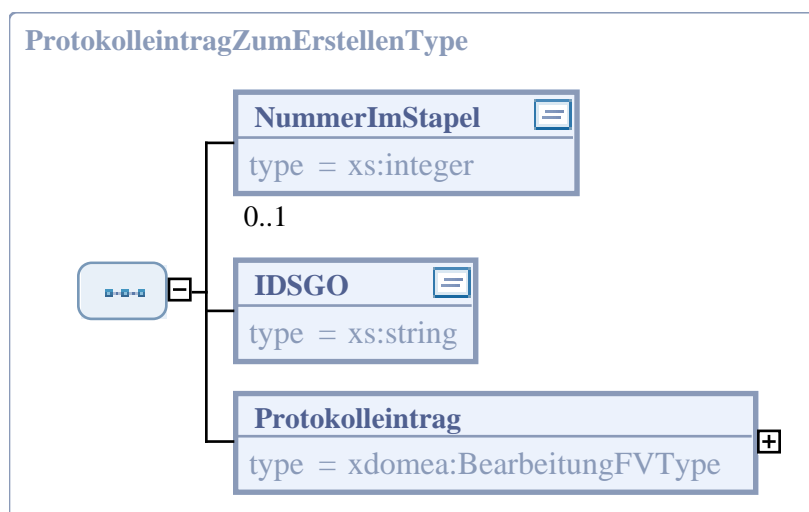 ProtokolleintragZumErstellenType
NummerImStapel
type = xs:integer
0..1
IDSGO
type = xs:string
Protokolleintrag
type = xdomea:BearbeitungFVType